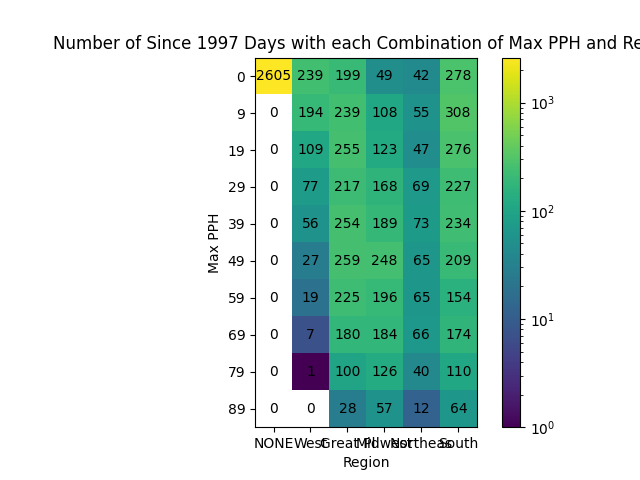 Number of Since 1997 Days with each Combination of Max PPH and Re
0 2605 239 199 49 42 278
9 0 194 239 108 55 308
19 0 109 255 123 47 276
29 0 77 217 168 69 227
39 0 56 254 189 73 234
49 0 27 259 248 65 209
59 0 19 225 196 65 154
69 0 7 180 184 66 174
79 0 1 100 126 40 110
89 0 0 28 57 12 64
Max PPH
NONE West Great Pl Midwest Northeast South
Region
10³
10²
10¹
10⁰